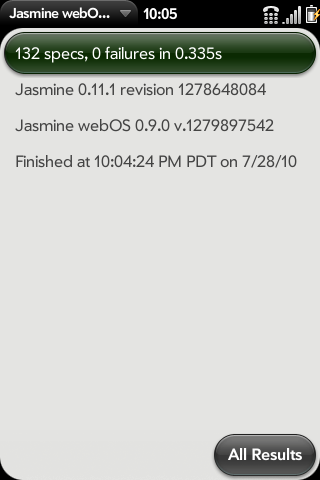 Jasmine webO... 10:05
132 specs, 0 failures in 0.335s
Jasmine 0.11.1 revision 1278648084
Jasmine webOS 0.9.0 v.1279897542
Finished at 10:04:24 PM PDT on 7/28/10
All Results